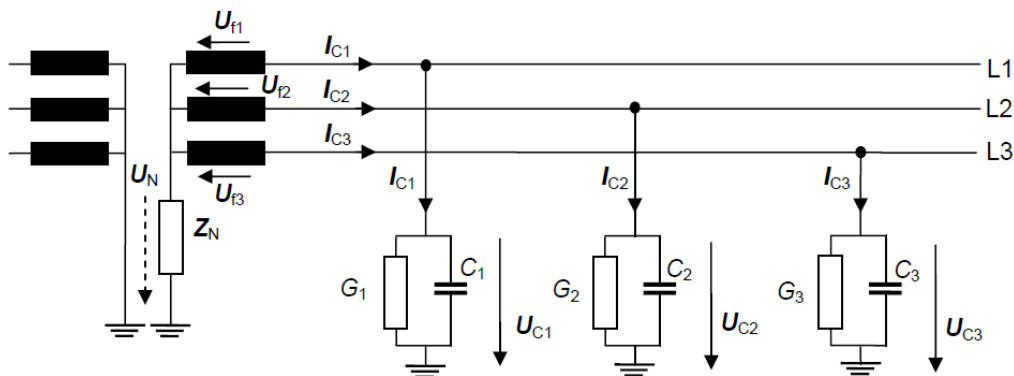 U_f1
I_C1
L1
U_f2
I_C2
L2
I_C3
L3
U_N
U_f3
I_C1
I_C2
I_C3
Z_N
G_1
C_1
G_2
C_2
G_3
C_3
U_C1
U_C2
U_C3